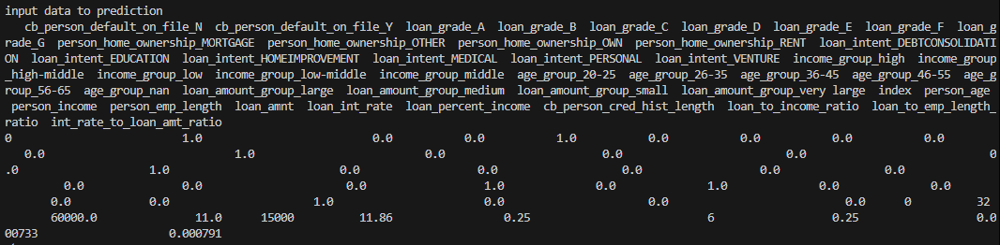 input data to prediction
cb_person_default_on_file_N cb_person_default_on_file_Y loan_grade_A loan_grade_B loan_grade_C loan_grade_D loan_grade_E loan_grade_F loan_g
rade_G person_home_ownership_MORTGAGE person_home_ownership_OTHER person_home_ownership_OWN person_home_ownership_RENT loan_intent_DEBTCONSOLIDATI
ON loan_intent_EDUCATION loan_intent_HOMEIMPROVEMENT loan_intent_MEDICAL loan_intent_PERSONAL loan_intent_VENTURE income_group_high income_group
_high-middle income_group_low income_group_low-middle income_group_middle age_group_20-25 age_group_26-35 age_group_36-45 age_group_46-55 age_g
roup_56-65 age_group_nan loan_amount_group_large loan_amount_group_medium loan_amount_group_small loan_amount_group_very large index person_age
person_income person_emp_length loan_amnt loan_int_rate loan_percent_income cb_person_cred_hist_length loan_to_income_ratio loan_to_emp_length_
ratio int_rate_to_loan_amt_ratio
0 1.0 0.0 0.0 1.0 0.0 0.0 0.0 0.0
0.0 1.0 0.0 0.0 0.0 0
.0 1.0 0.0 0.0 0.0 0.0 0.0
0.0 0.0 0.0 1.0 0.0 1.0 0.0 0.0
0.0 0.0 1.0 0.0 0.0 0.0 0 32
60000.0 11.0 15000 11.86 0.25 6 0.25 0.0
00733 0.000791